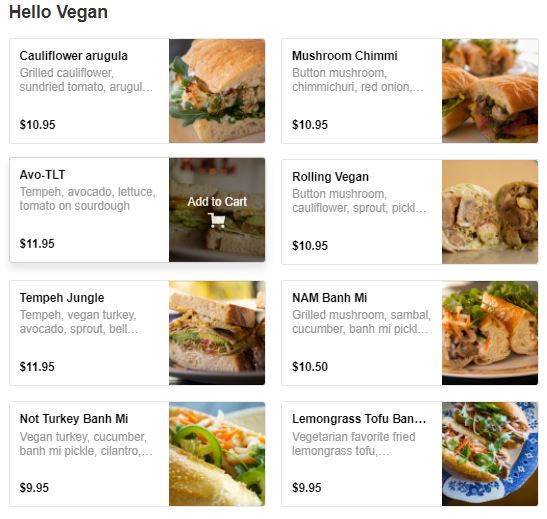 Hello Vegan
Cauliflower arugula
Grilled cauliflower,
sundried tomato, arugul...
$10.95
Mushroom Chimmi
Button mushroom,
chimmichuri, red onion,...
$10.95
Avo-TLT
Tempeh, avocado, lettuce,
tomato on sourdough
$11.95
Add to Cart
Rolling Vegan
Button mushroom,
cauliflower, sprout, pickl...
$10.95
Tempeh Jungle
Tempeh, vegan turkey,
avocado, sprout, bell...
$11.95
NAM Banh Mi
Grilled mushroom, sambal,
cucumber, banh mi pickl...
$10.50
Not Turkey Banh Mi
Vegan turkey, cucumber,
banh mi pickle, cilantro,...
$9.95
Lemongrass Tofu Ban...
Vegetarian favorite fried
lemongrass tofu,...
$9.95